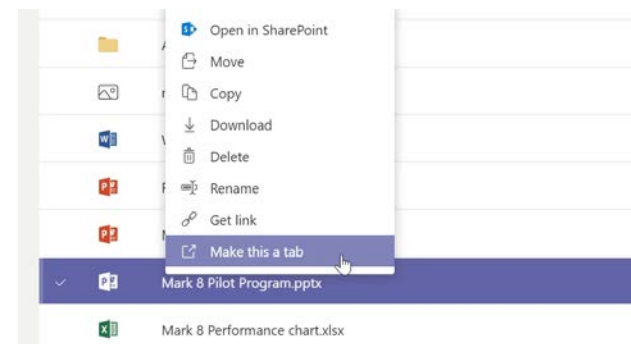 Open in SharePoint
Move
Copy
Download
Delete
Rename
Get link
Make this a tab
Mark 8 Pilot Program.pptx
Mark 8 Performance chart.xlsx